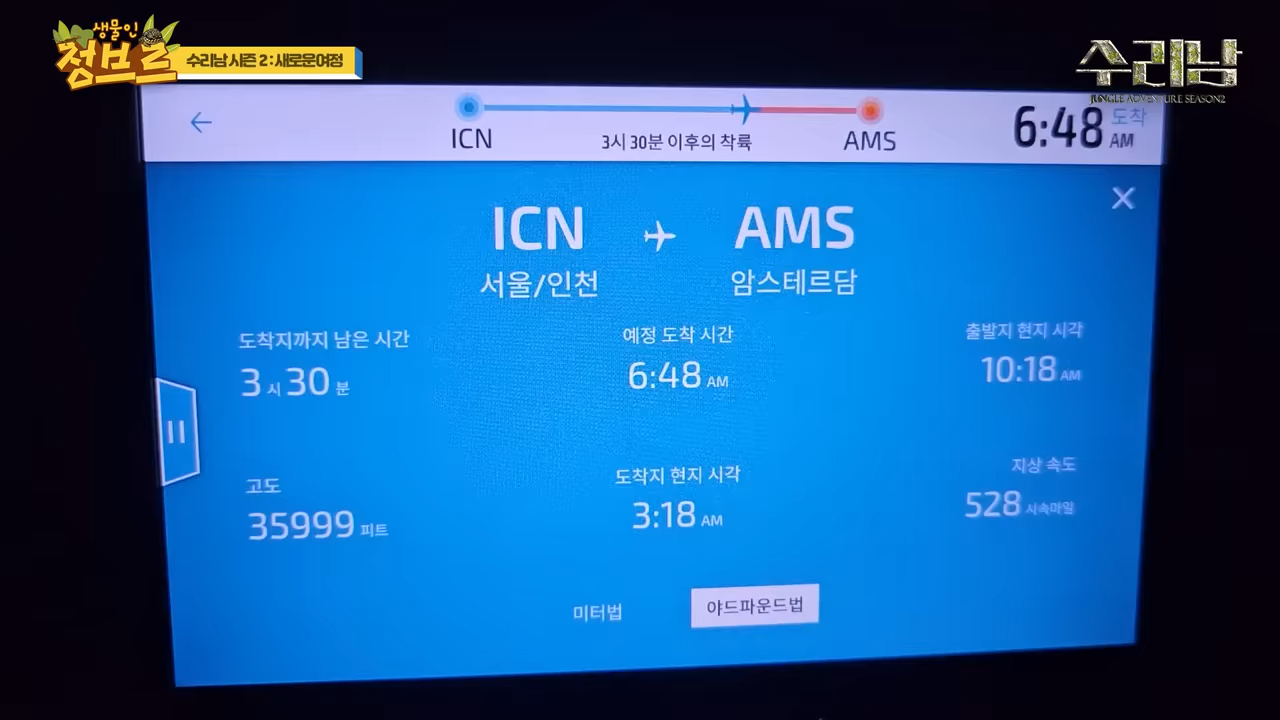 생물인
정브르
수리남 시즌 2 : 새로운여정
수리남
JUNGLE ADVENTURE SEASON2
←
ICN
3시 30분 이후의 착륙
AMS
6:48 도착 AM
X
ICN
AMS
서울/인천
암스테르담
도착지까지 남은 시간
3 시 30 분
예정 도착 시간
6:48 AM
출발지 현지 시각
10:18 AM
고도
35999 피트
도착지 현지 시각
3:18 AM
지상 속도
528 시속마일
미터법
야드파운드법